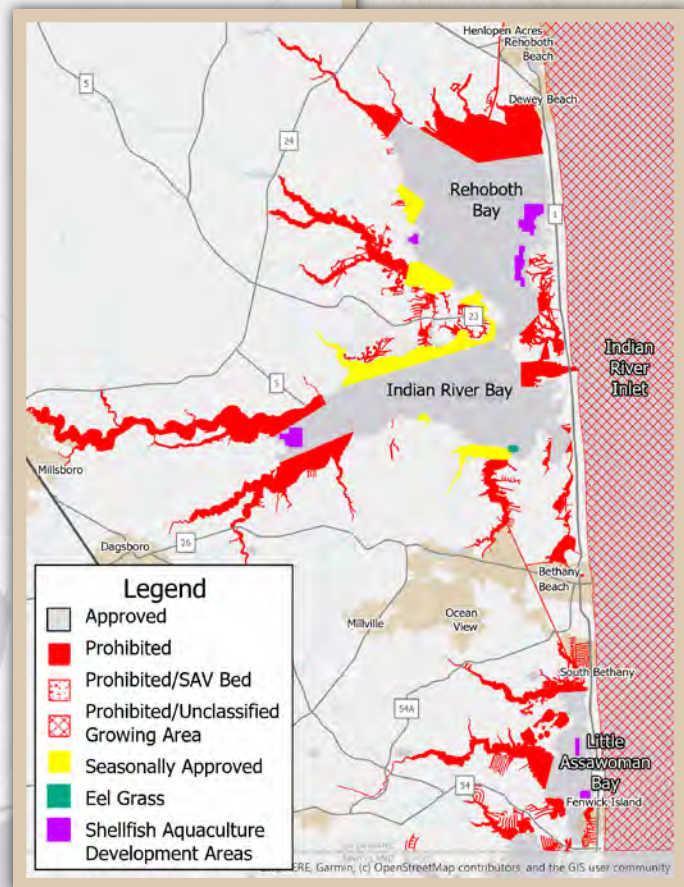 Henlopen Acres
Rehoboth
Beach
Dewey Beach
5
24
Rehoboth
Bay
1
23
Indian
River
Inlet
5
Indian River Bay
Millsboro
Dagsboro
26
Bethany
Beach
Millville
Ocean
View
South Bethany
54A
Little
Assawoman
Bay
54
Fenwick Island
Legend
Approved
Prohibited
Prohibited/SAV Bed
Prohibited/Unclassified
Growing Area
Seasonally Approved
Eel Grass
Shellfish Aquaculture
Development Areas
HERE, Garmin, (c) OpenStreetMap contributors, and the GIS user community